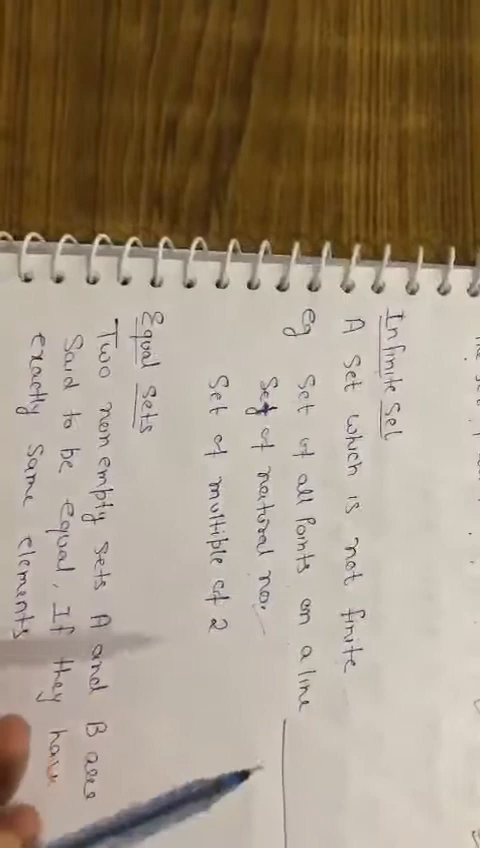 Infinite Set
A set which is not finite
eg Set of all Points on a line
Set of natural no.
Set of multiple of 2
Equal Sets
Two nonempty sets A and B are
Said to be equal, If they have
exactly Same elements